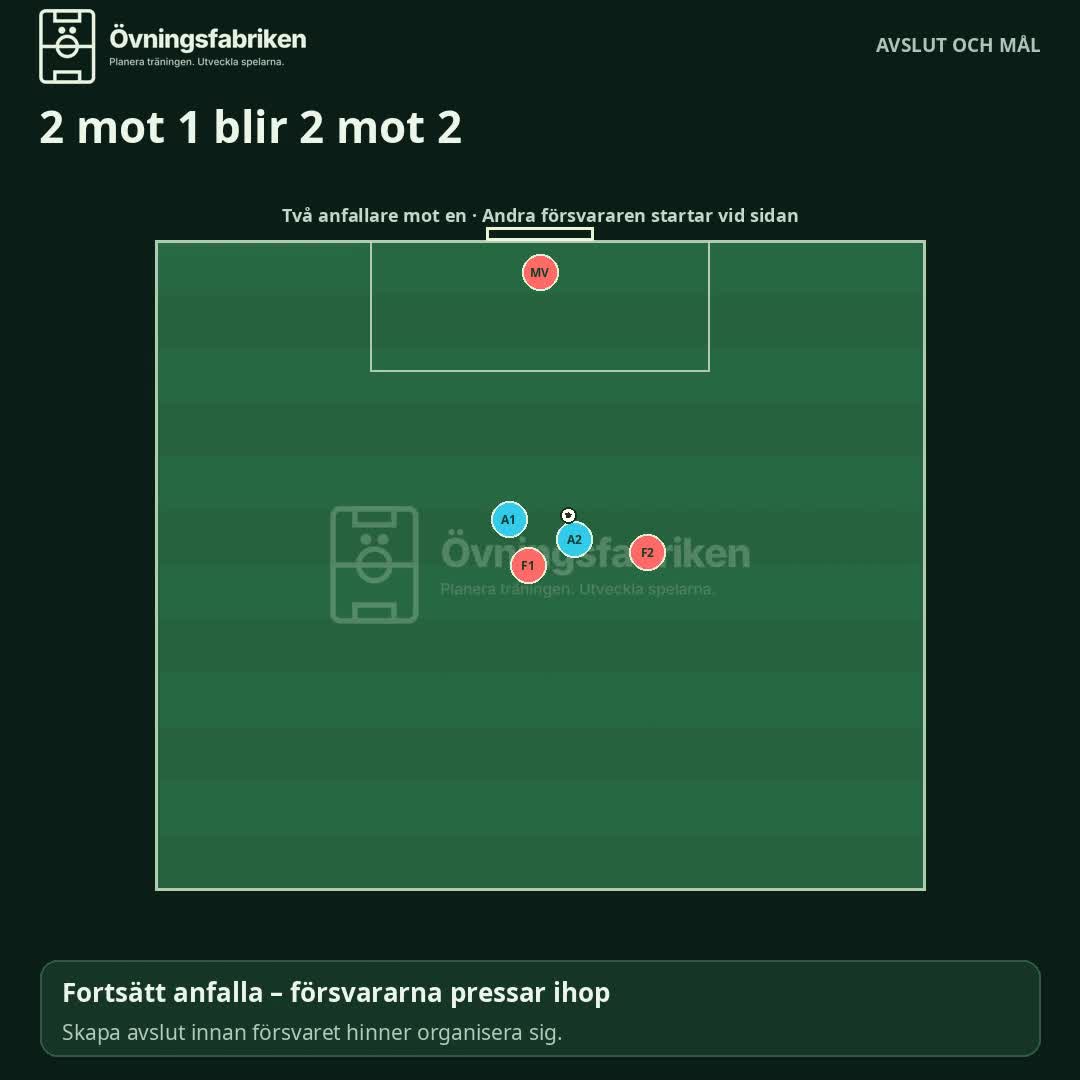 Övningsfabriken
Planera träningen. Utveckla spelarna.
AVSLUT OCH MÅL
2 mot 1 blir 2 mot 2
Två anfallare mot en · Andra försvararen startar vid sidan
MV
A1
A2
F1
F2
Övningsfabriken
Planera träningen. Utveckla spelarna.
Fortsätt anfalla – försvararna pressar ihop
Skapa avslut innan försvaret hinner organisera sig.